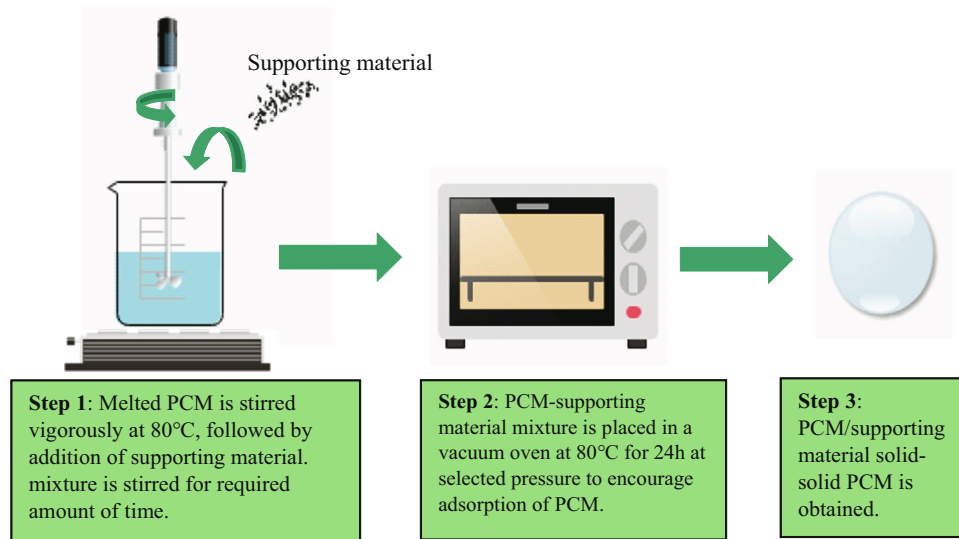 Supporting material
Step 1: Melted PCM is stirred
vigorously at 80℃, followed by
addition of supporting material.
mixture is stirred for required
amount of time.
Step 2: PCM-supporting
material mixture is placed in a
vacuum oven at 80℃ for 24h at
selected pressure to encourage
adsorption of PCM.
Step 3:
PCM/supporting
material solid-
solid PCM is
obtained.